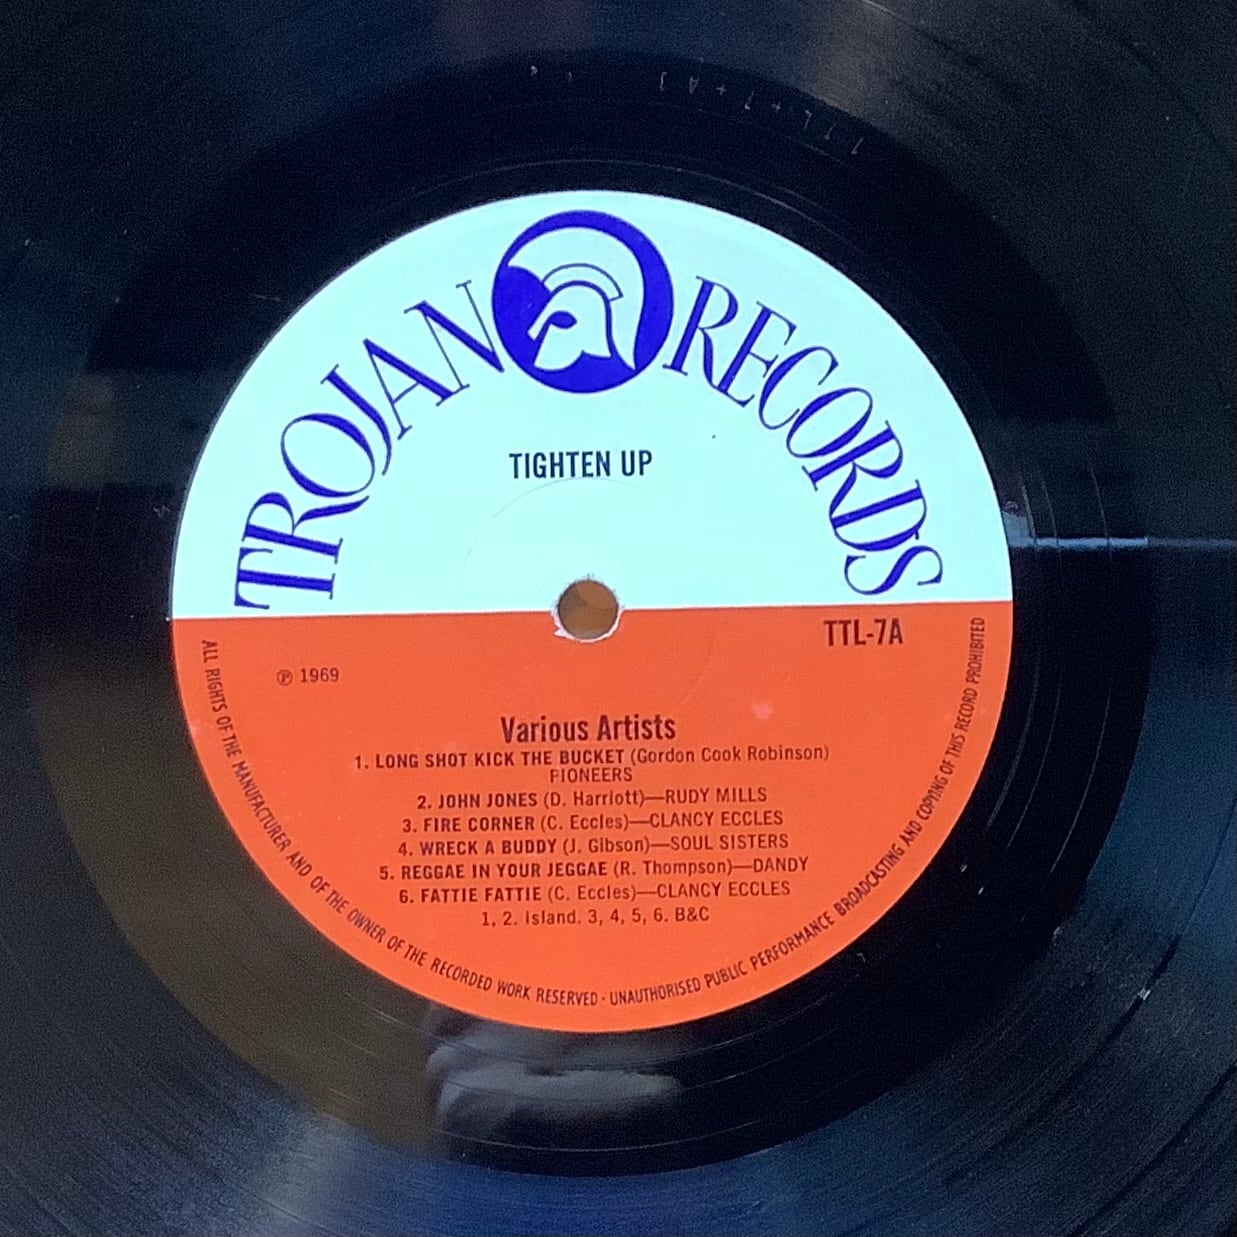 TROJAN RECORDS
TIGHTEN UP
TTL-7A
℗ 1969
Various Artists
1. LONG SHOT KICK THE BUCKET (Gordon Cook Robinson)
PIONEERS
2. JOHN JONES (D. Harriott)—RUDY MILLS
3. FIRE CORNER (C. Eccles)—CLANCY ECCLES
4. WRECK A BUDDY (J. Gibson)—SOUL SISTERS
5. REGGAE IN YOUR JEGGAE (R. Thompson)—DANDY
6. FATTIE FATTIE (C. Eccles)—CLANCY ECCLES
1, 2. Island. 3, 4, 5, 6. B&C
ALL RIGHTS OF THE MANUFACTURER AND OF THE OWNER OF THE RECORDED WORK RESERVED · UNAUTHORISED PUBLIC PERFORMANCE BROADCASTING AND COPYING OF THIS RECORD PROHIBITED